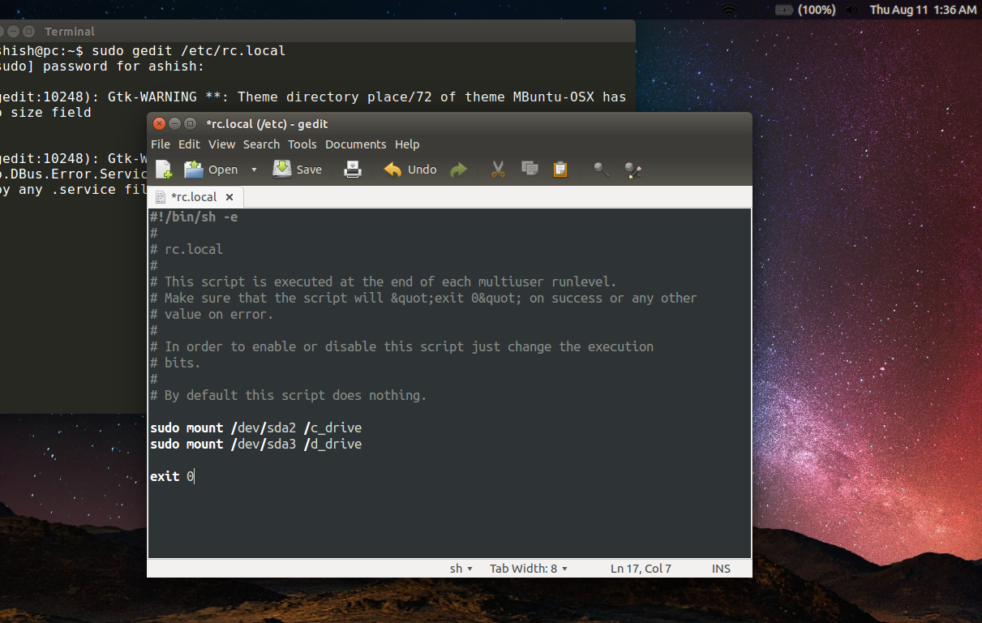 (100%) Thu Aug 11 1:36 AM
Terminal
shish@pc:~$ sudo gedit /etc/rc.local
sudo] password for ashish:
gedit:10248): Gtk-WARNING **: Theme directory place/72 of theme MBuntu-OSX has
size field
gedit:10248): Gtk-W
.DBus.Error.Servic
by any .service fil
*rc.local (/etc) - gedit
File Edit View Search Tools Documents Help
Open Save Undo
*rc.local
#!/bin/sh -e
#
# rc.local
#
# This script is executed at the end of each multiuser runlevel.
# Make sure that the script will &quot;exit 0&quot; on success or any other
# value on error.
#
# In order to enable or disable this script just change the execution
# bits.
#
# By default this script does nothing.
sudo mount /dev/sda2 /c_drive
sudo mount /dev/sda3 /d_drive
exit 0
sh Tab Width: 8 Ln 17, Col 7 INS